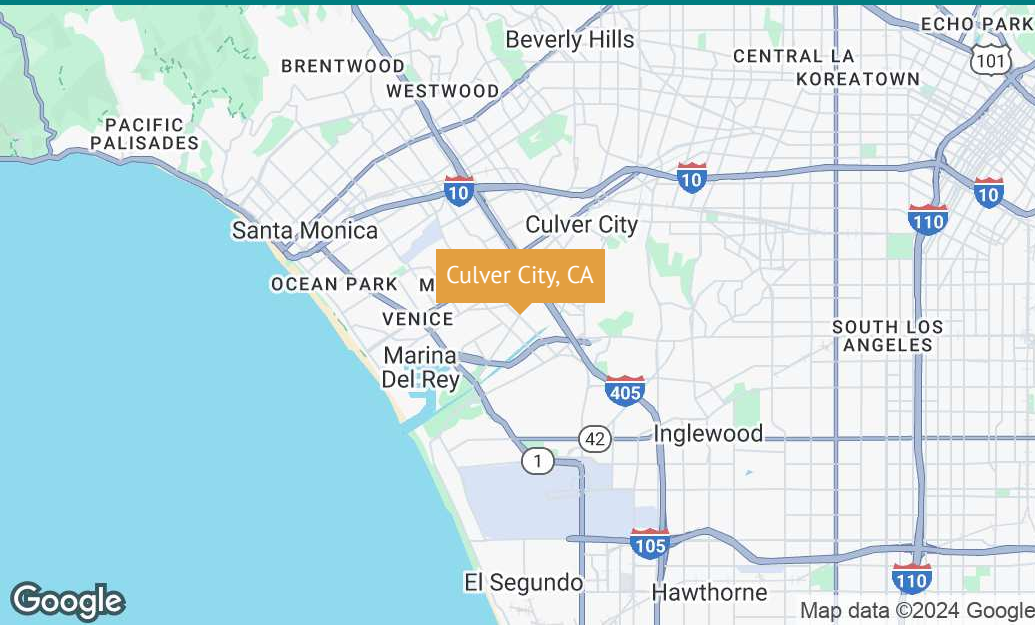 ECHO PARK
Beverly Hills
101
CENTRAL LA
BRENTWOOD
KOREATOWN
WESTWOOD
PACIFIC
PALISADES
10
10
10
110
Culver City
Santa Monica
Culver City, CA
OCEAN PARK
M
VENICE
SOUTH LOS
ANGELES
Marina
Del Rey
405
42
Inglewood
1
105
110
El Segundo
Hawthorne
Google
Map data ©2024 Google